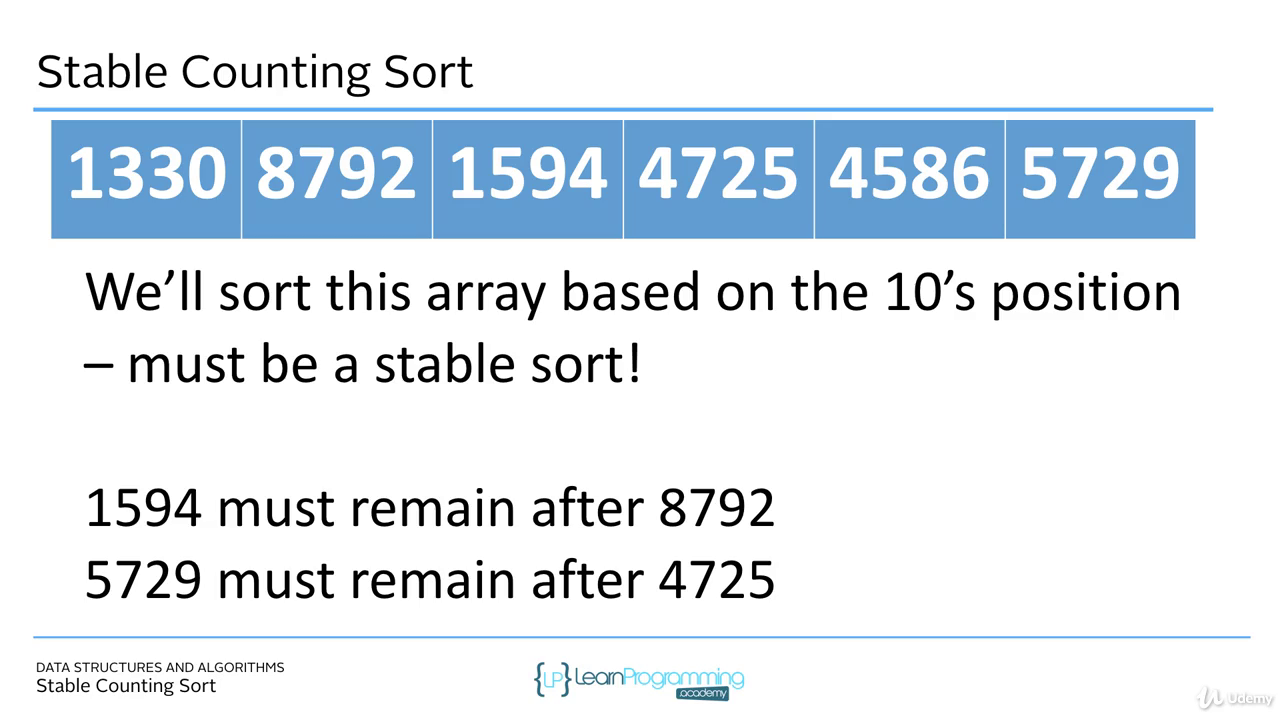 Stable Counting Sort
1330 8792 1594 4725 4586 5729
We’ll sort this array based on the 10’s position
– must be a stable sort!
1594 must remain after 8792
5729 must remain after 4725
DATA STRUCTURES AND ALGORITHMS
Stable Counting Sort
{LP} LearnProgramming
.academy
Udemy